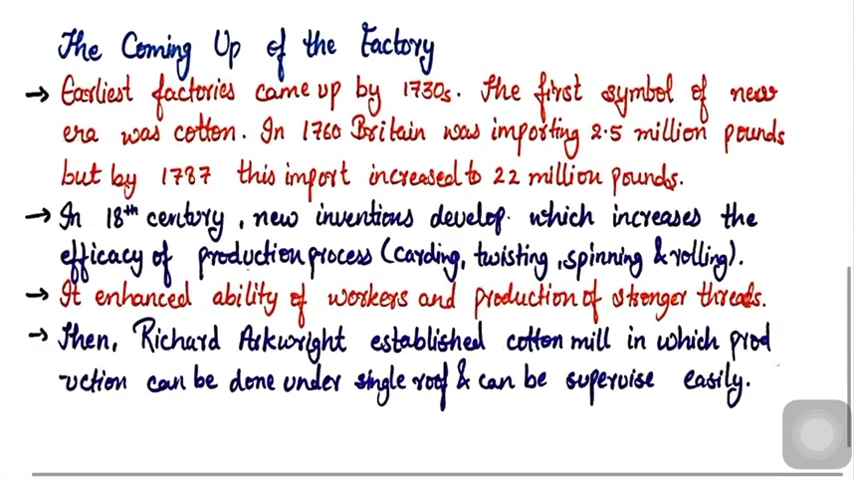 The Coming Up of the Factory
→ Earliest factories came up by 1730s. The first symbol of new
era was cotton. In 1760 Britain was importing 2.5 million pounds
but by 1787 this import increased to 22 million pounds.
→ In 18th century, new inventions develop which increases the
efficacy of production process (carding, twisting, spinning & rolling).
→ It enhanced ability of workers and production of stronger threads.
→ Then, Richard Arkwright established cotton mill in which prod
-uction can be done under single roof & can be supervise easily.